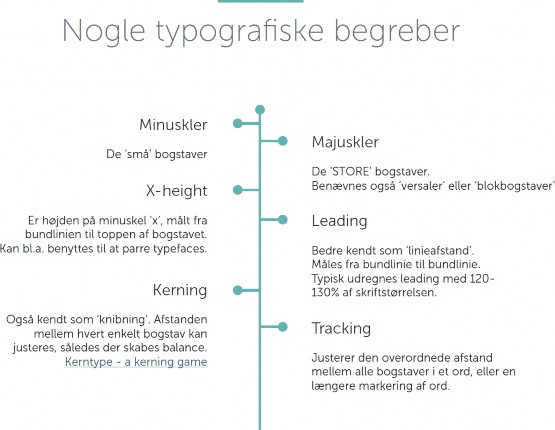 Nogle typografiske begreber
Minuskler
De 'små' bogstaver
Majuskler
De 'STORE' bogstaver.
Benævnes også 'versaler' eller 'blokbogstaver'
X-height
Er højden på minuskel 'x', målt fra
bundlinien til toppen af bogstavet.
Kan bl.a. benyttes til at parre typefaces.
Leading
Bedre kendt som 'linieafstand'.
Måles fra bundlinie til bundlinie.
Typisk udregnes leading med 120-
130% af skriftstørrelsen.
Kerning
Også kendt som 'knibning'. Afstanden
mellem hvert enkelt bogstav kan
justeres, således der skabes balance.
Kerntype - a kerning game
Tracking
Justerer den overordnede afstand
mellem alle bogstaver i et ord, eller en
længere markering af ord.